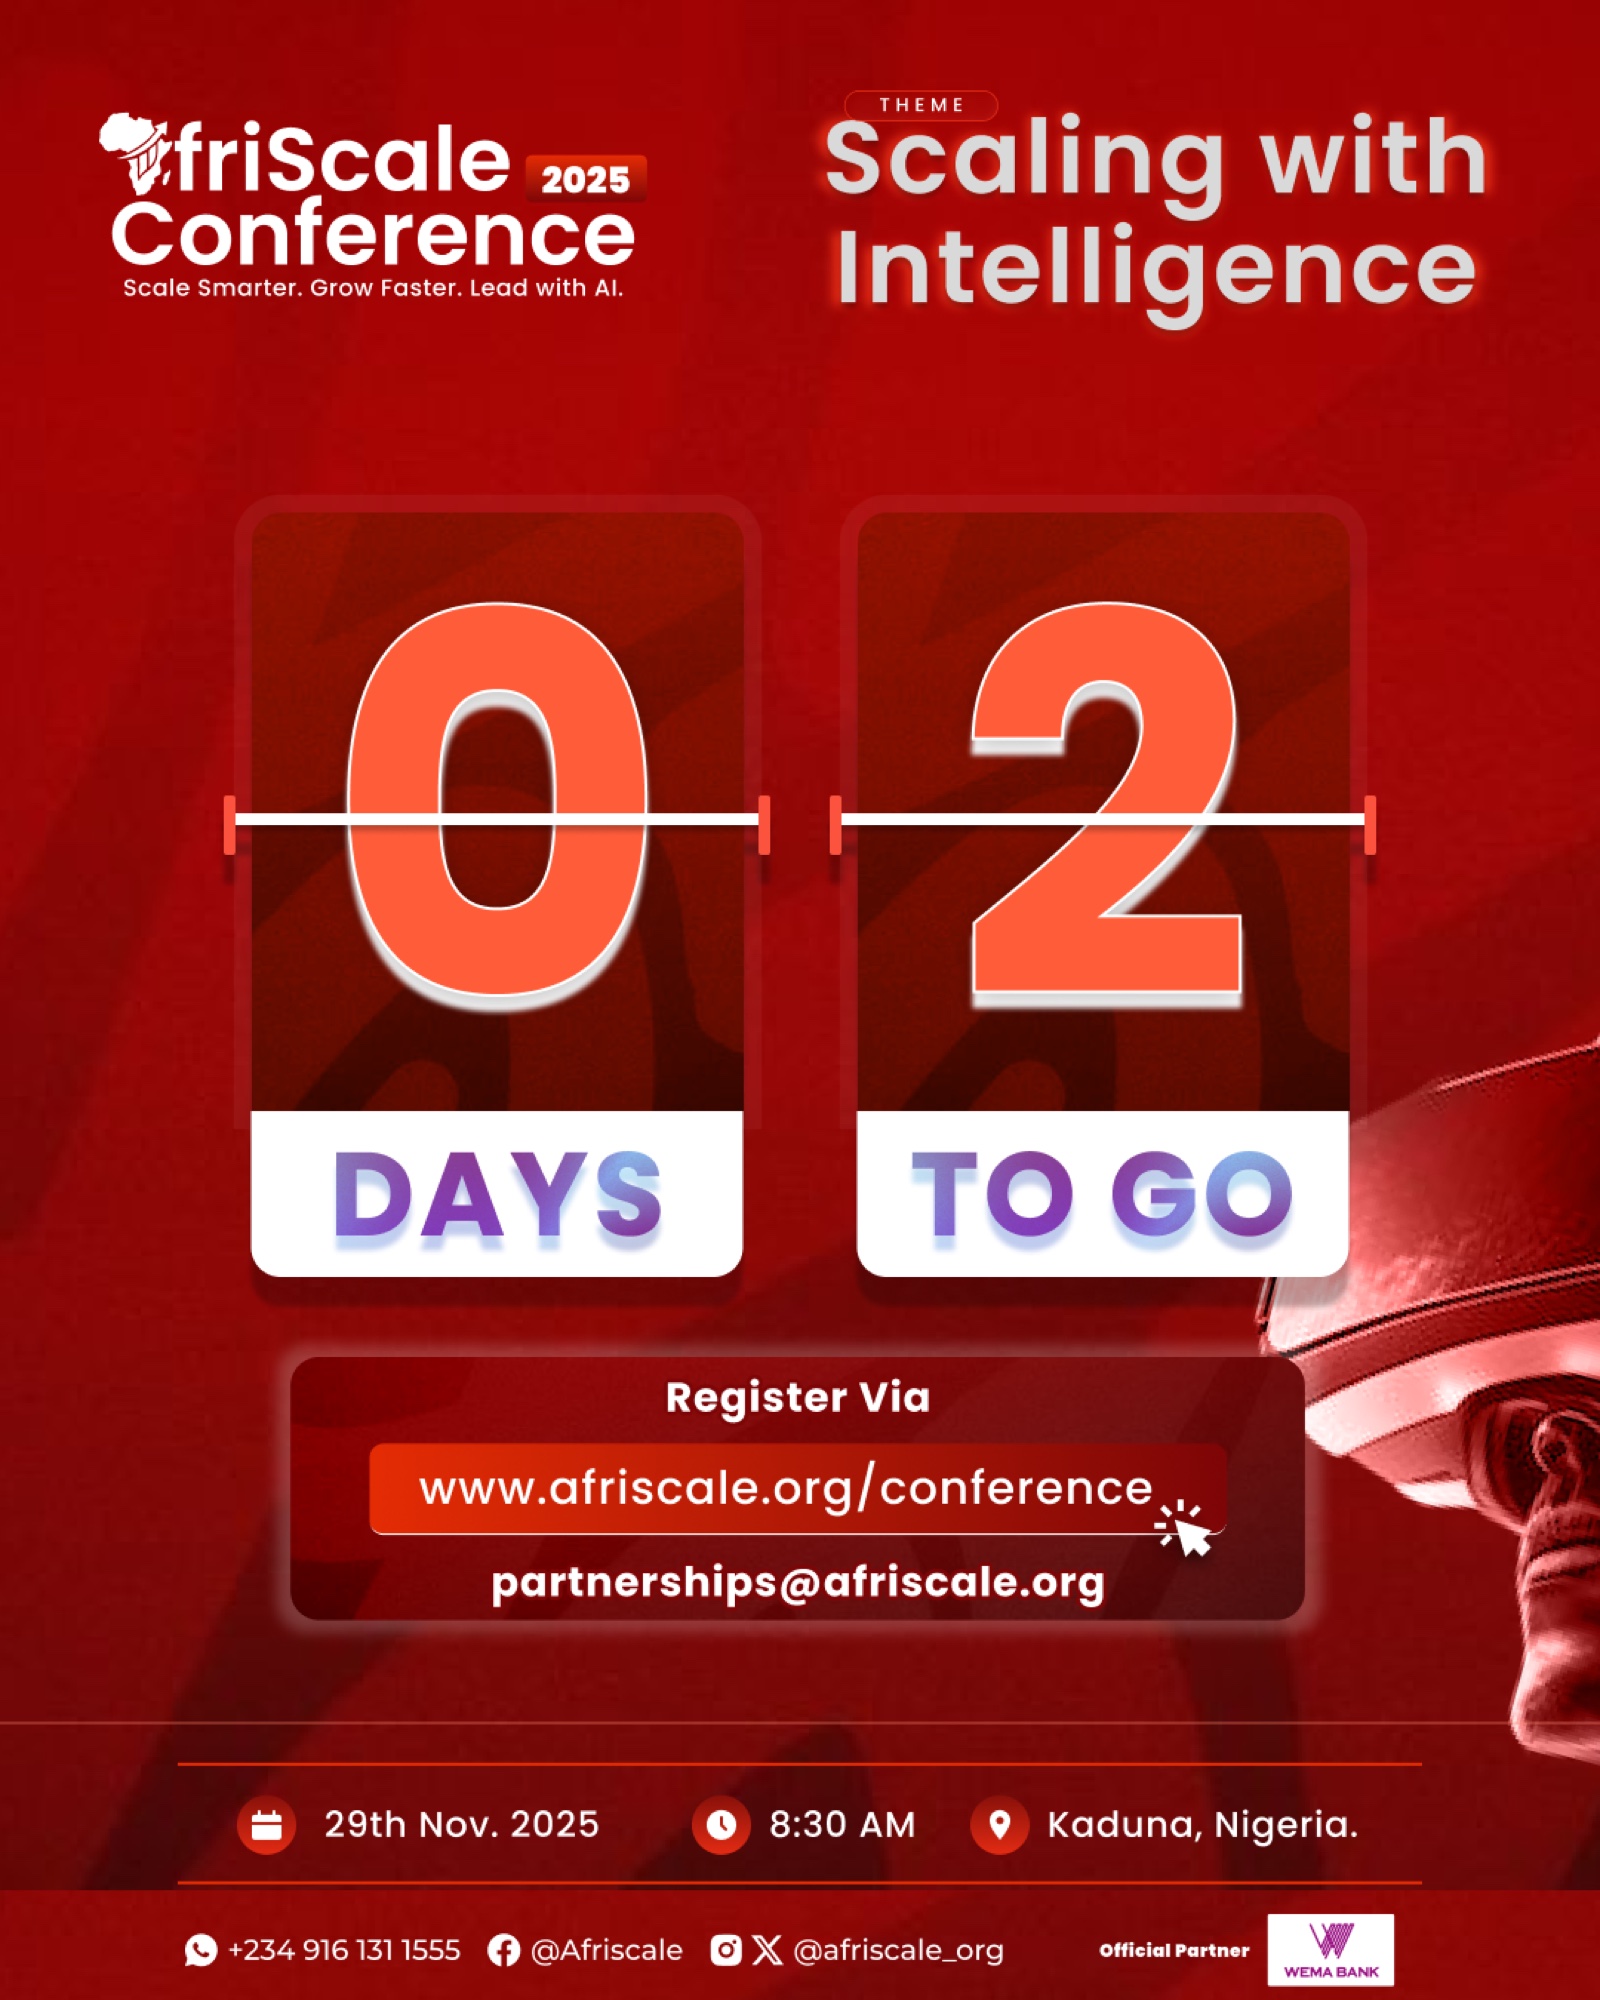 AfriScale 2025
Conference
Scale Smarter. Grow Faster. Lead with AI.
THEME
Scaling with
Intelligence
02
DAYS TO GO
Register Via
www.afriscale.org/conference
partnerships@afriscale.org
29th Nov. 2025 8:30 AM Kaduna, Nigeria.
+234 916 131 1555 @Afriscale @afriscale_org Official Partner
WEMA BANK